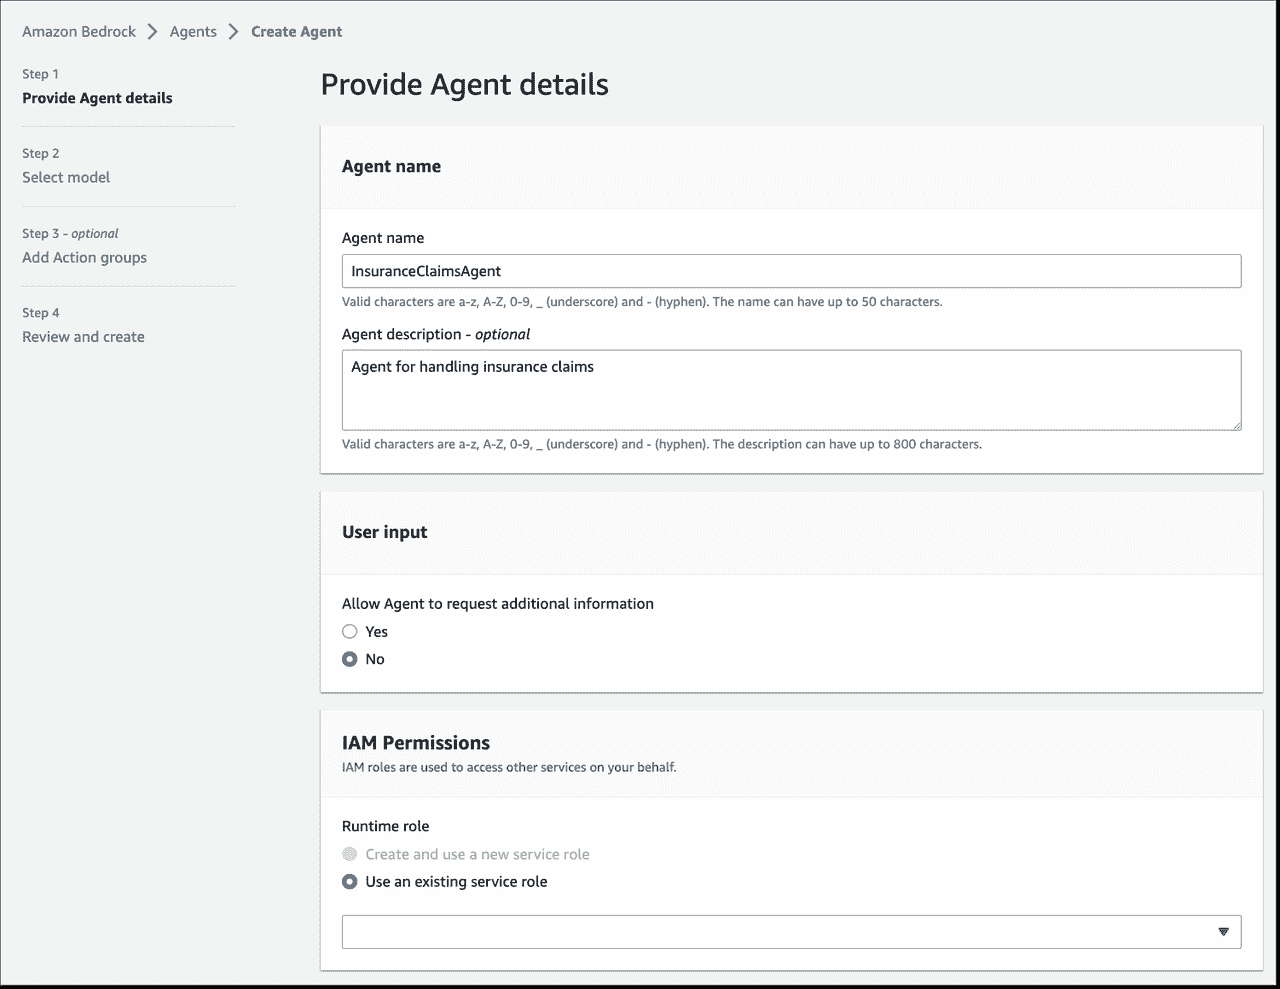 Amazon Bedrock > Agents > Create Agent
Step 1
Provide Agent details
Step 2
Select model
Step 3 - optional
Add Action groups
Step 4
Review and create
Provide Agent details
Agent name
Agent name
InsuranceClaimsAgent
Valid characters are a-z, A-Z, 0-9, _ (underscore) and - (hyphen). The name can have up to 50 characters.
Agent description - optional
Agent for handling insurance claims
Valid characters are a-z, A-Z, 0-9, _ (underscore) and - (hyphen). The description can have up to 800 characters.
User input
Allow Agent to request additional information
Yes
No
IAM Permissions
IAM roles are used to access other services on your behalf.
Runtime role
Create and use a new service role
Use an existing service role